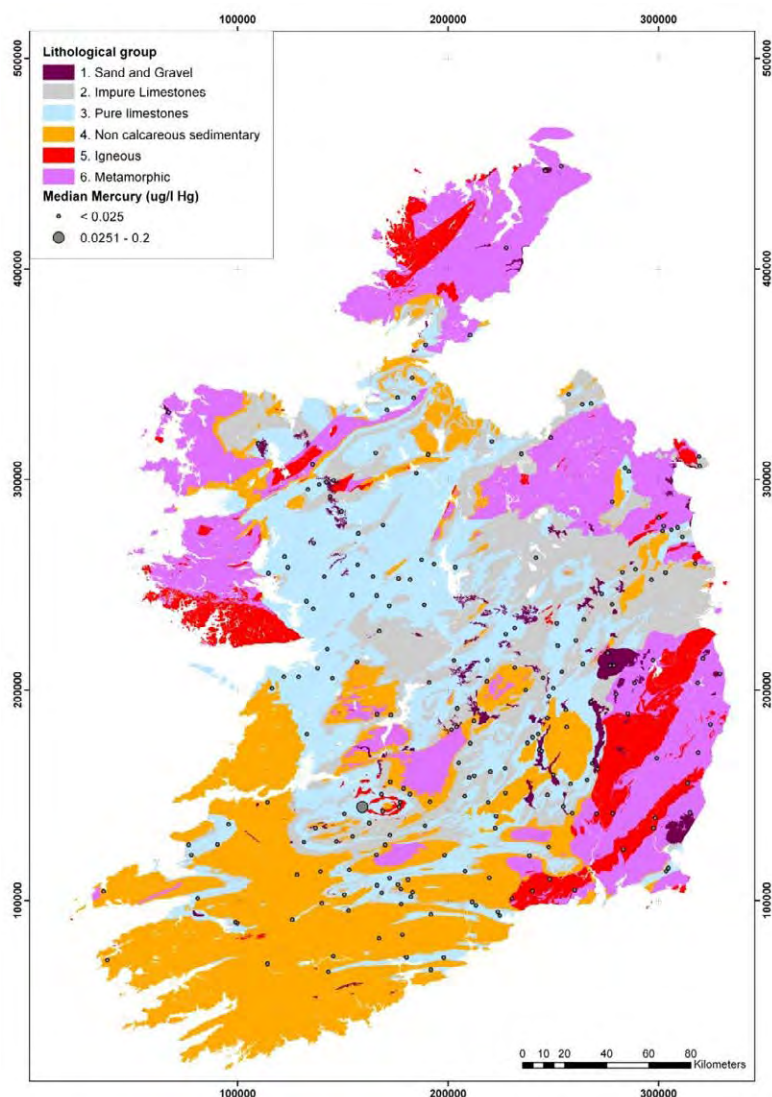 100000 200000 300000
Lithological group
1. Sand and Gravel
2. Impure Limestones
3. Pure limestones
4. Non calcareous sedimentary
5. Igneous
6. Metamorphic
Median Mercury (ug/l Hg)
< 0.025
0.0251 - 0.2
500000 500000
400000 400000
300000 300000
200000 200000
100000 100000
0 5 10 20 40 60 80
Kilometers
100000 200000 300000